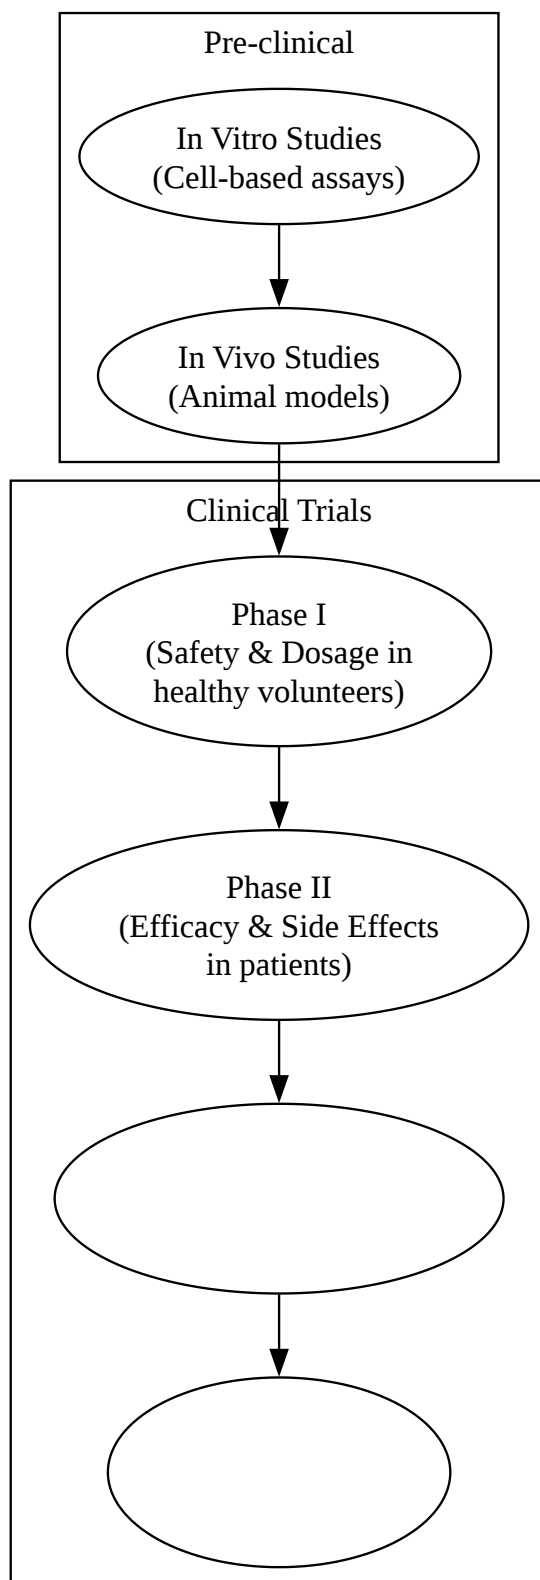 Pre-clinical
In Vitro Studies
(Cell-based assays)
In Vivo Studies
(Animal models)
Clinical Trials
Phase I
(Safety & Dosage in
healthy volunteers)
Phase II
(Efficacy & Side Effects
in patients)